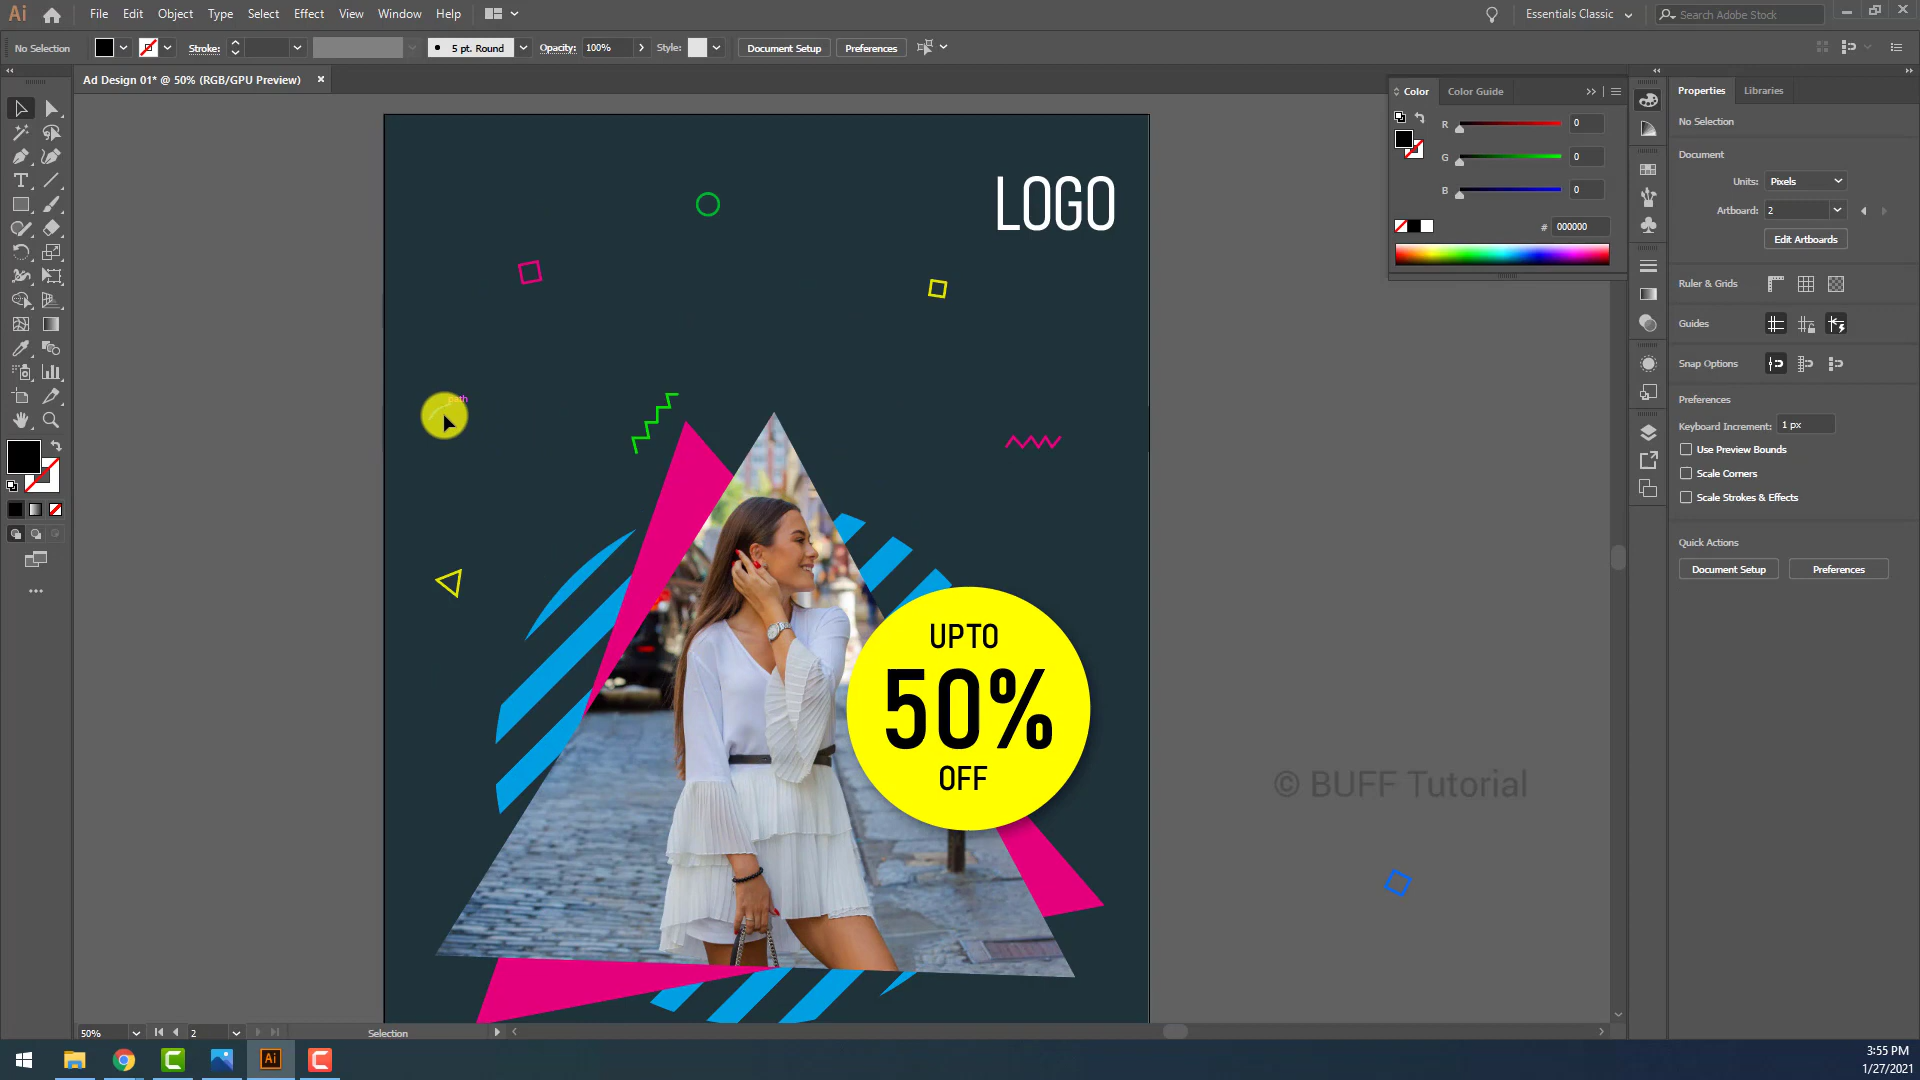 Ai File Edit Object Type Select Effect View Window Help Essentials Classic Search Adobe Stock
No Selection Stroke: 5 pt. Round Opacity: 100% Style: Document Setup Preferences
Ad Design 01* @ 50% (RGB/GPU Preview) ×
Color Color Guide
R 0
G 0
B 0
# 000000
Properties Libraries
No Selection
Document
Units: Pixels
Artboard: 2
Edit Artboards
Ruler & Grids
Guides
Snap Options
Preferences
Keyboard Increment: 1 px
Use Preview Bounds
Scale Corners
Scale Strokes & Effects
Quick Actions
Document Setup Preferences
LOGO
path
UPTO
50%
OFF
© BUFF Tutorial
50% 2 Selection
Ai
3:55 PM
1/27/2021